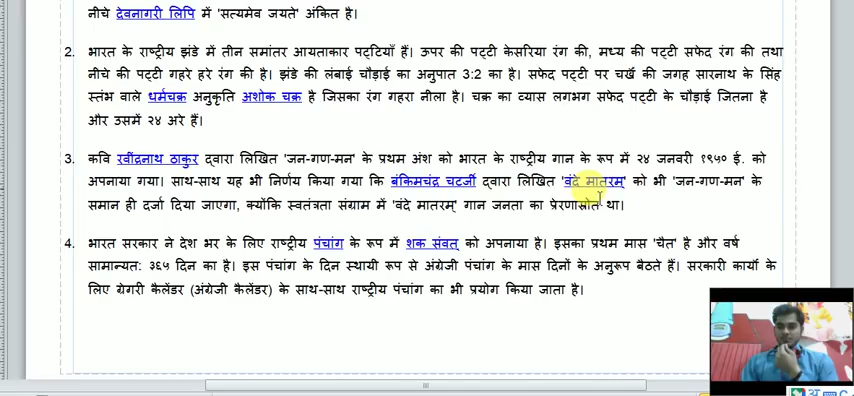 नीचे देवनागरी लिपि में 'सत्यमेव जयते' अंकित है।
2. भारत के राष्ट्रीय झंडे में तीन समांतर आयताकार पट्टियाँ हैं। ऊपर की पट्टी केसरिया रंग की, मध्य की पट्टी सफेद रंग की तथा
नीचे की पट्टी गहरे हरे रंग की है। झंडे की लंबाई चौड़ाई का अनुपात 3:2 का है। सफेद पट्टी पर चर्खे की जगह सारनाथ के सिंह
स्तंभ वाले धर्मचक्र अनुकृति अशोक चक्र है जिसका रंग गहरा नीला है। चक्र का व्यास लगभग सफेद पट्टी के चौड़ाई जितना है
और उसमें २४ अरे हैं।
3. कवि रवींद्रनाथ ठाकुर द्वारा लिखित 'जन-गण-मन' के प्रथम अंश को भारत के राष्ट्रीय गान के रूप में २४ जनवरी १९५० ई. को
अपनाया गया। साथ-साथ यह भी निर्णय किया गया कि बंकिमचंद्र चटर्जी द्वारा लिखित 'वंदे मातरम्' को भी 'जन-गण-मन' के
समान ही दर्जा दिया जाएगा, क्योंकि स्वतंत्रता संग्राम में 'वंदे मातरम्' गान जनता का प्रेरणास्रोत था।
4. भारत सरकार ने देश भर के लिए राष्ट्रीय पंचांग के रूप में शक संवत् को अपनाया है। इसका प्रथम मास 'चैत' है और वर्ष
सामान्यत: ३६५ दिन का है। इस पंचांग के दिन स्थायी रूप से अंग्रेजी पंचांग के मास दिनों के अनुरूप बैठते हैं। सरकारी कार्यो के
लिए ग्रेगरी कैलेंडर (अंग्रेजी कैलेंडर) के साथ-साथ राष्ट्रीय पंचांग का भी प्रयोग किया जाता है।
अ